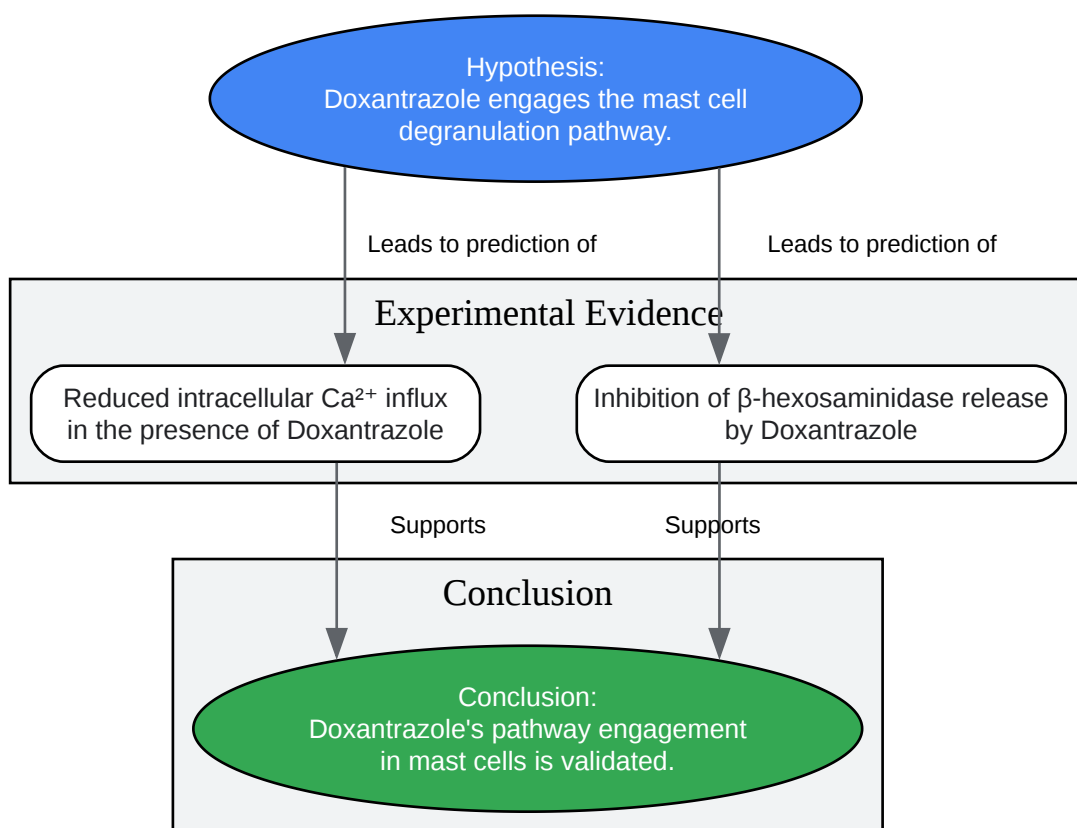 Hypothesis:
Doxantrazole engages the mast cell
degranulation pathway.
Leads to prediction of
Leads to prediction of
Experimental Evidence
Reduced intracellular Ca²⁺ influx
in the presence of Doxantrazole
Inhibition of β-hexosaminidase release
by Doxantrazole
Supports
Supports
Conclusion
Conclusion:
Doxantrazole's pathway engagement
in mast cells is validated.